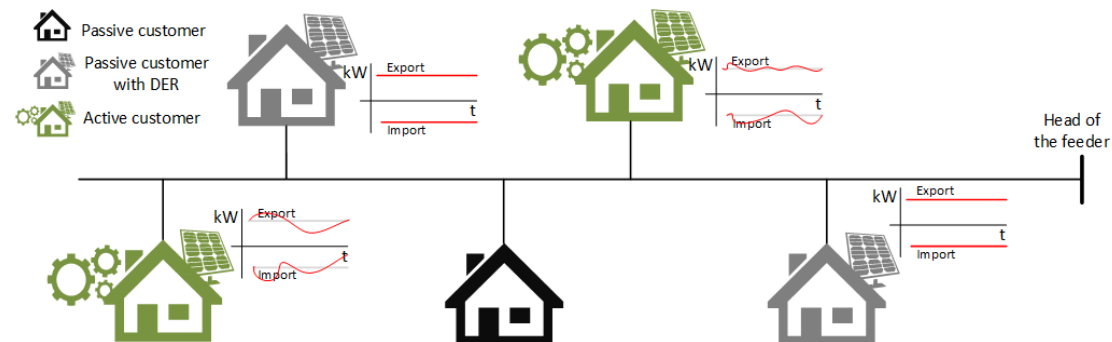 Passive customer
Passive customer
with DER
Active customer
kW
Export
t
Import
kW
Export
t
Import
Head of
the feeder
kW
Export
t
Import
kW
Export
t
Import